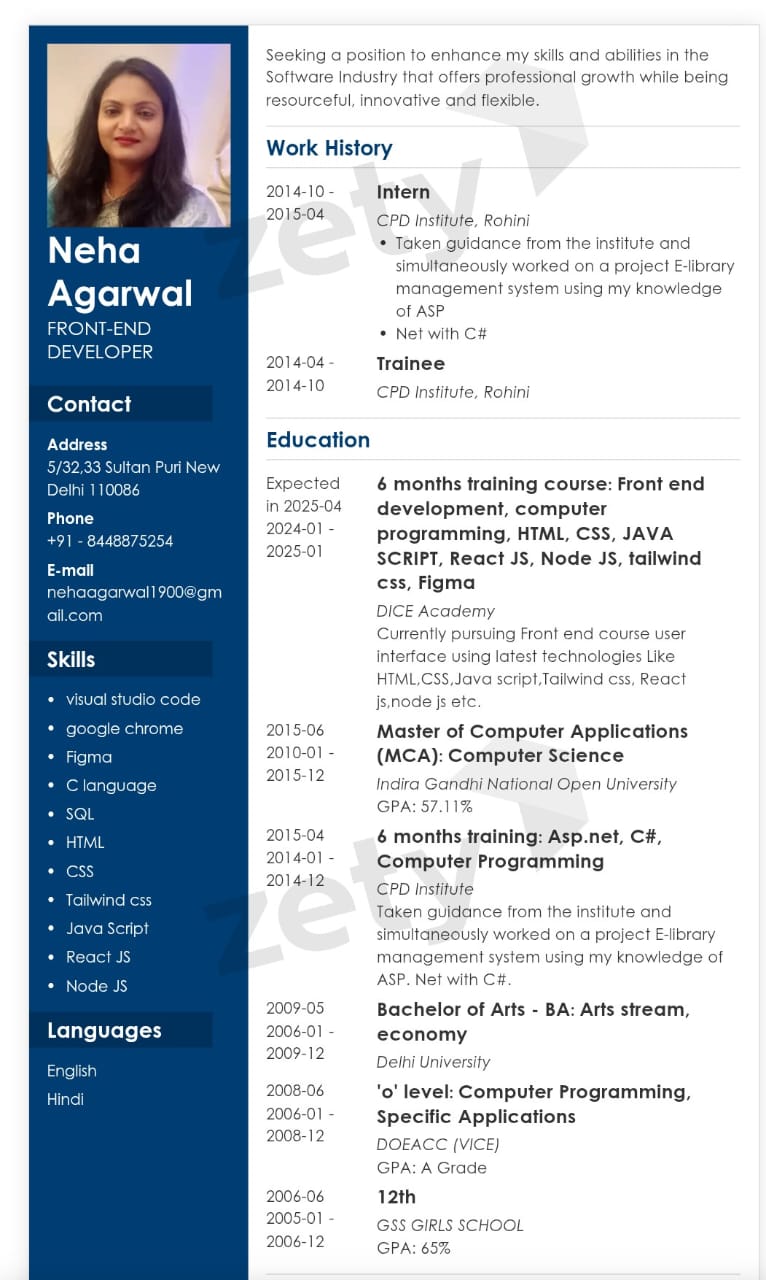 Neha
Agarwal
FRONT-END
DEVELOPER
Contact
Address
5/32,33 Sultan Puri New
Delhi 110086
Phone
+91 - 8448875254
E-mail
nehaagarwal1900@gm
ail.com
Skills
• visual studio code
• google chrome
• Figma
• C language
• SQL
• HTML
• CSS
• Tailwind css
• Java Script
• React JS
• Node JS
Languages
English
Hindi
Seeking a position to enhance my skills and abilities in the
Software Industry that offers professional growth while being
resourceful, innovative and flexible.
Work History
2014-10 -
2015-04
Intern
CPD Institute, Rohini
• Taken guidance from the institute and
simultaneously worked on a project E-library
management system using my knowledge
of ASP
• Net with C#
2014-04 -
2014-10
Trainee
CPD Institute, Rohini
Education
Expected
in 2025-04
2024-01 -
2025-01
6 months training course: Front end
development, computer
programming, HTML, CSS, JAVA
SCRIPT, React JS, Node JS, tailwind
css, Figma
DICE Academy
Currently pursuing Front end course user
interface using latest technologies Like
HTML,CSS,Java script,Tailwind css, React
js,node js etc.
2015-06
2010-01 -
2015-12
Master of Computer Applications
(MCA): Computer Science
Indira Gandhi National Open University
GPA: 57.11%
2015-04
2014-01 -
2014-12
6 months training: Asp.net, C#,
Computer Programming
CPD Institute
Taken guidance from the institute and
simultaneously worked on a project E-library
management system using my knowledge of
ASP. Net with C#.
2009-05
2006-01 -
2009-12
Bachelor of Arts - BA: Arts stream,
economy
Delhi University
2008-06
2006-01 -
2008-12
'o' level: Computer Programming,
Specific Applications
DOEACC (VICE)
GPA: A Grade
2006-06
2005-01 -
2006-12
12th
GSS GIRLS SCHOOL
GPA: 65%
zety
zety